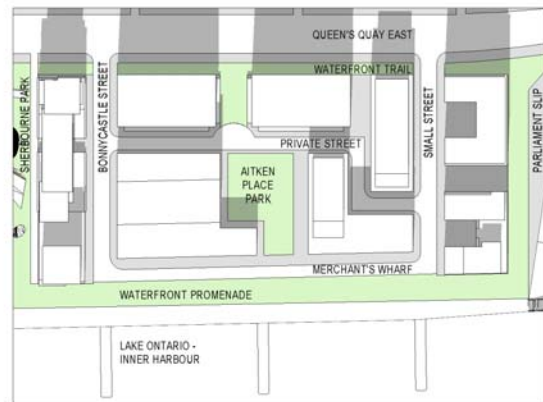 QUEEN'S QUAY EAST
WATERFRONT TRAIL
SHERBOURNE PARK
BONNYCASTLE STREET
SMALL STREET
PARLIAMENT SLIP
PRIVATE STREET
AITKEN
PLACE
PARK
MERCHANT'S WHARF
WATERFRONT PROMENADE
LAKE ONTARIO -
INNER HARBOUR